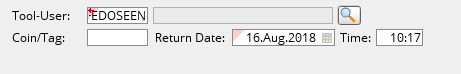 Tool-User: EDOSEEN
Coin/Tag: Return Date: 16.Aug.2018 Time: 10:17